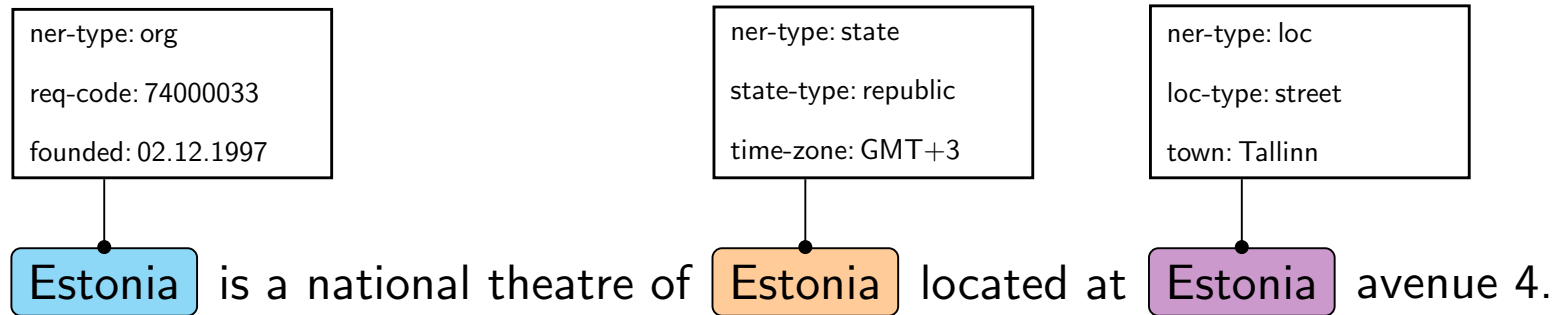 ner-type: org
req-code: 74000033
founded: 02.12.1997
ner-type: state
state-type: republic
time-zone: GMT+3
ner-type: loc
loc-type: street
town: Tallinn
Estonia is a national theatre of Estonia located at Estonia avenue 4.